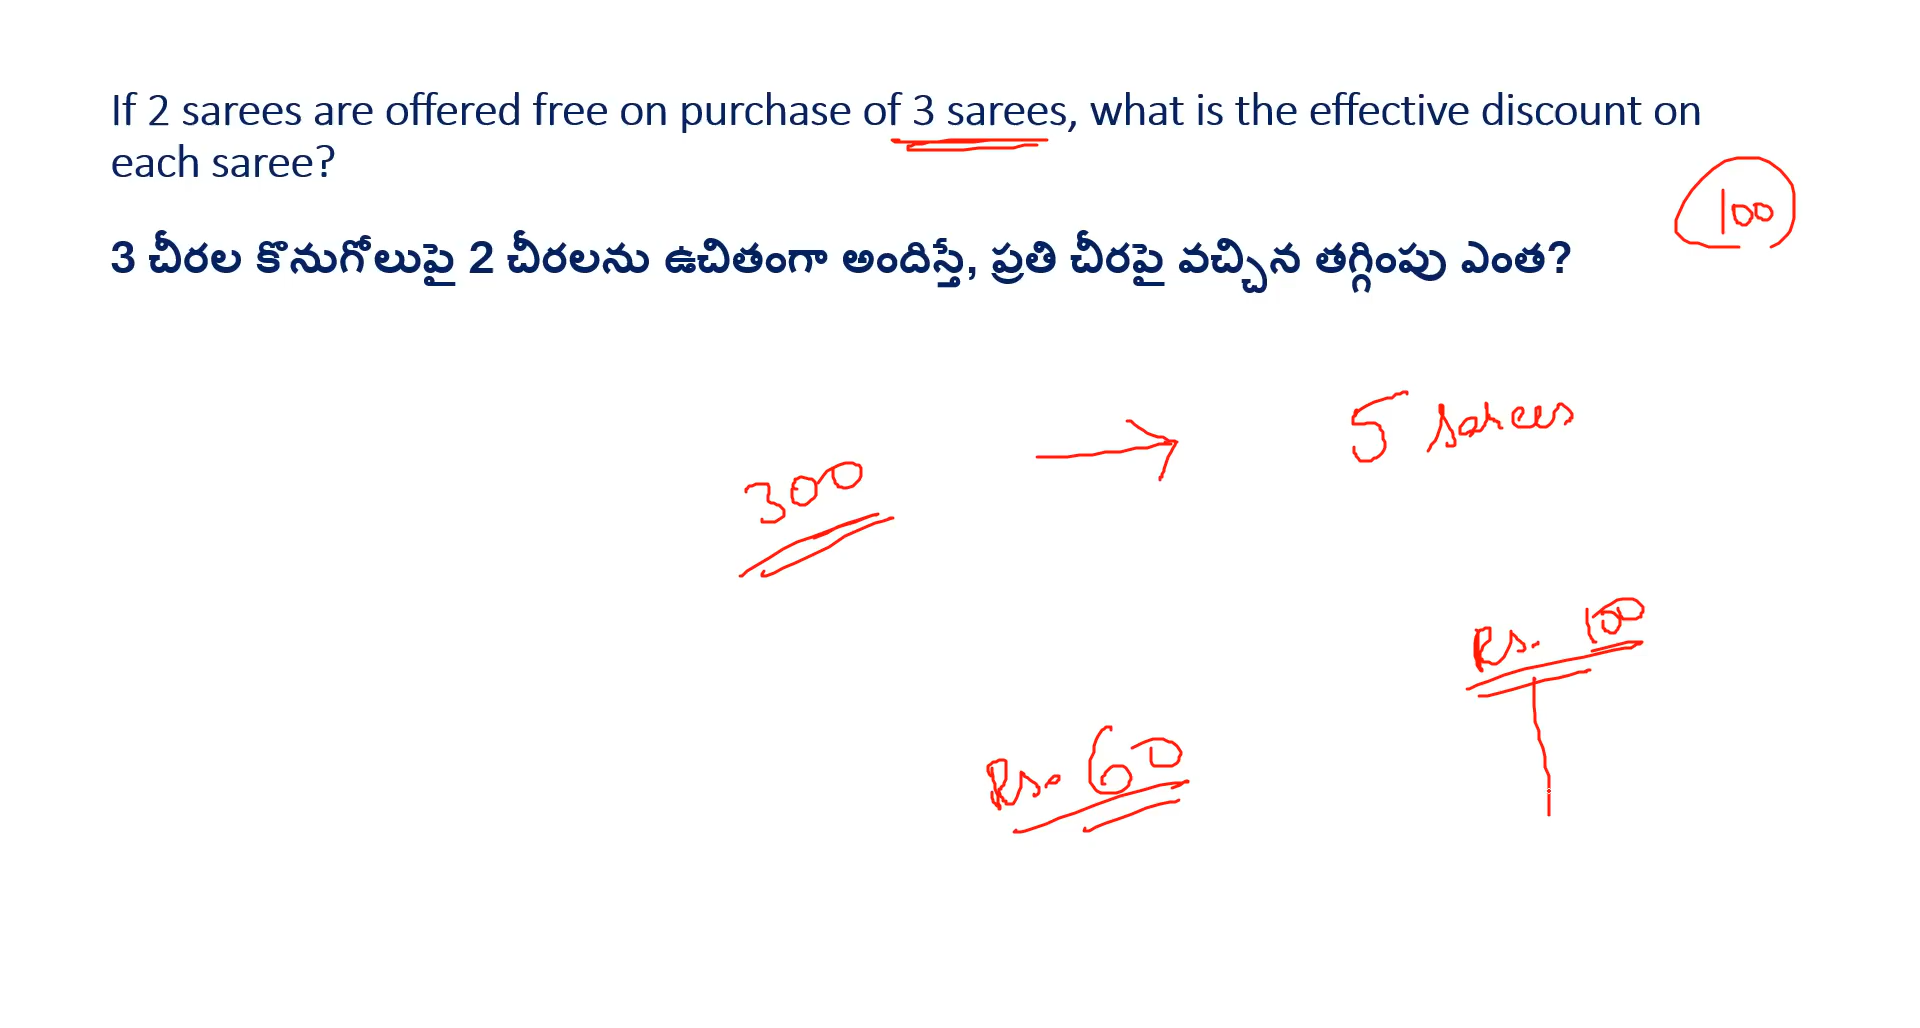 If 2 sarees are offered free on purchase of 3 sarees, what is the effective discount on
each saree?
100
3 చీరల కొనుగోలుపై 2 చీరలను ఉచితంగా అందిస్తే, ప్రతి చీరపై వచ్చిన తగ్గింపు ఎంత?
5 sarees
300
Rs. 100
Rs. 60